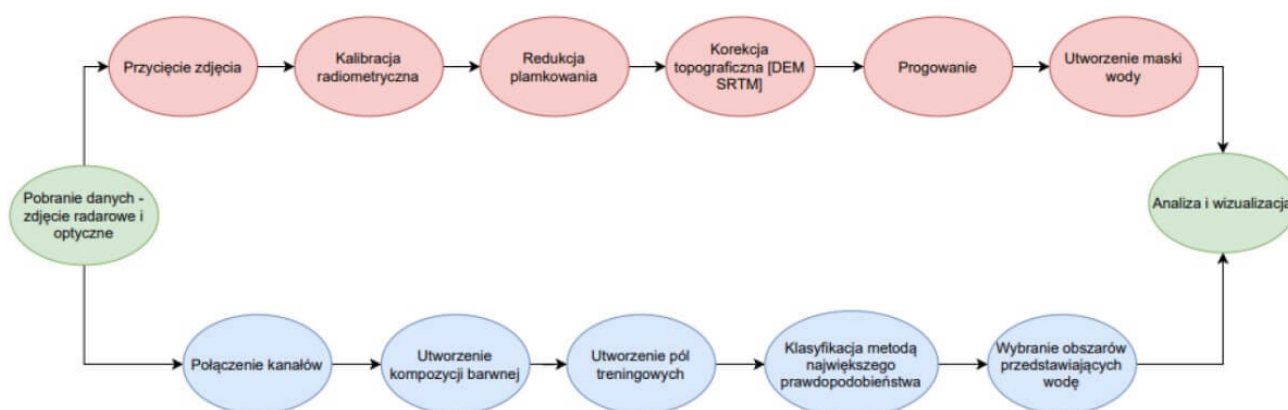 Przycięcie zdjęcia
Kalibracja
radiometryczna
Redukcja
plamkowania
Korekcja
topograficzna [DEM
SRTM]
Progowanie
Utworzenie maski
wody
Pobranie danych -
zdjęcie radarowe i
optyczne
Analiza i wizualizacja
Połączenie kanałów
Utworzenie
kompozycji barwnej
Utworzenie pól
treningowych
Klasyfikacja metodą
największego
prawdopodobieństwa
Wybranie obszarów
przedstawiających
wodę